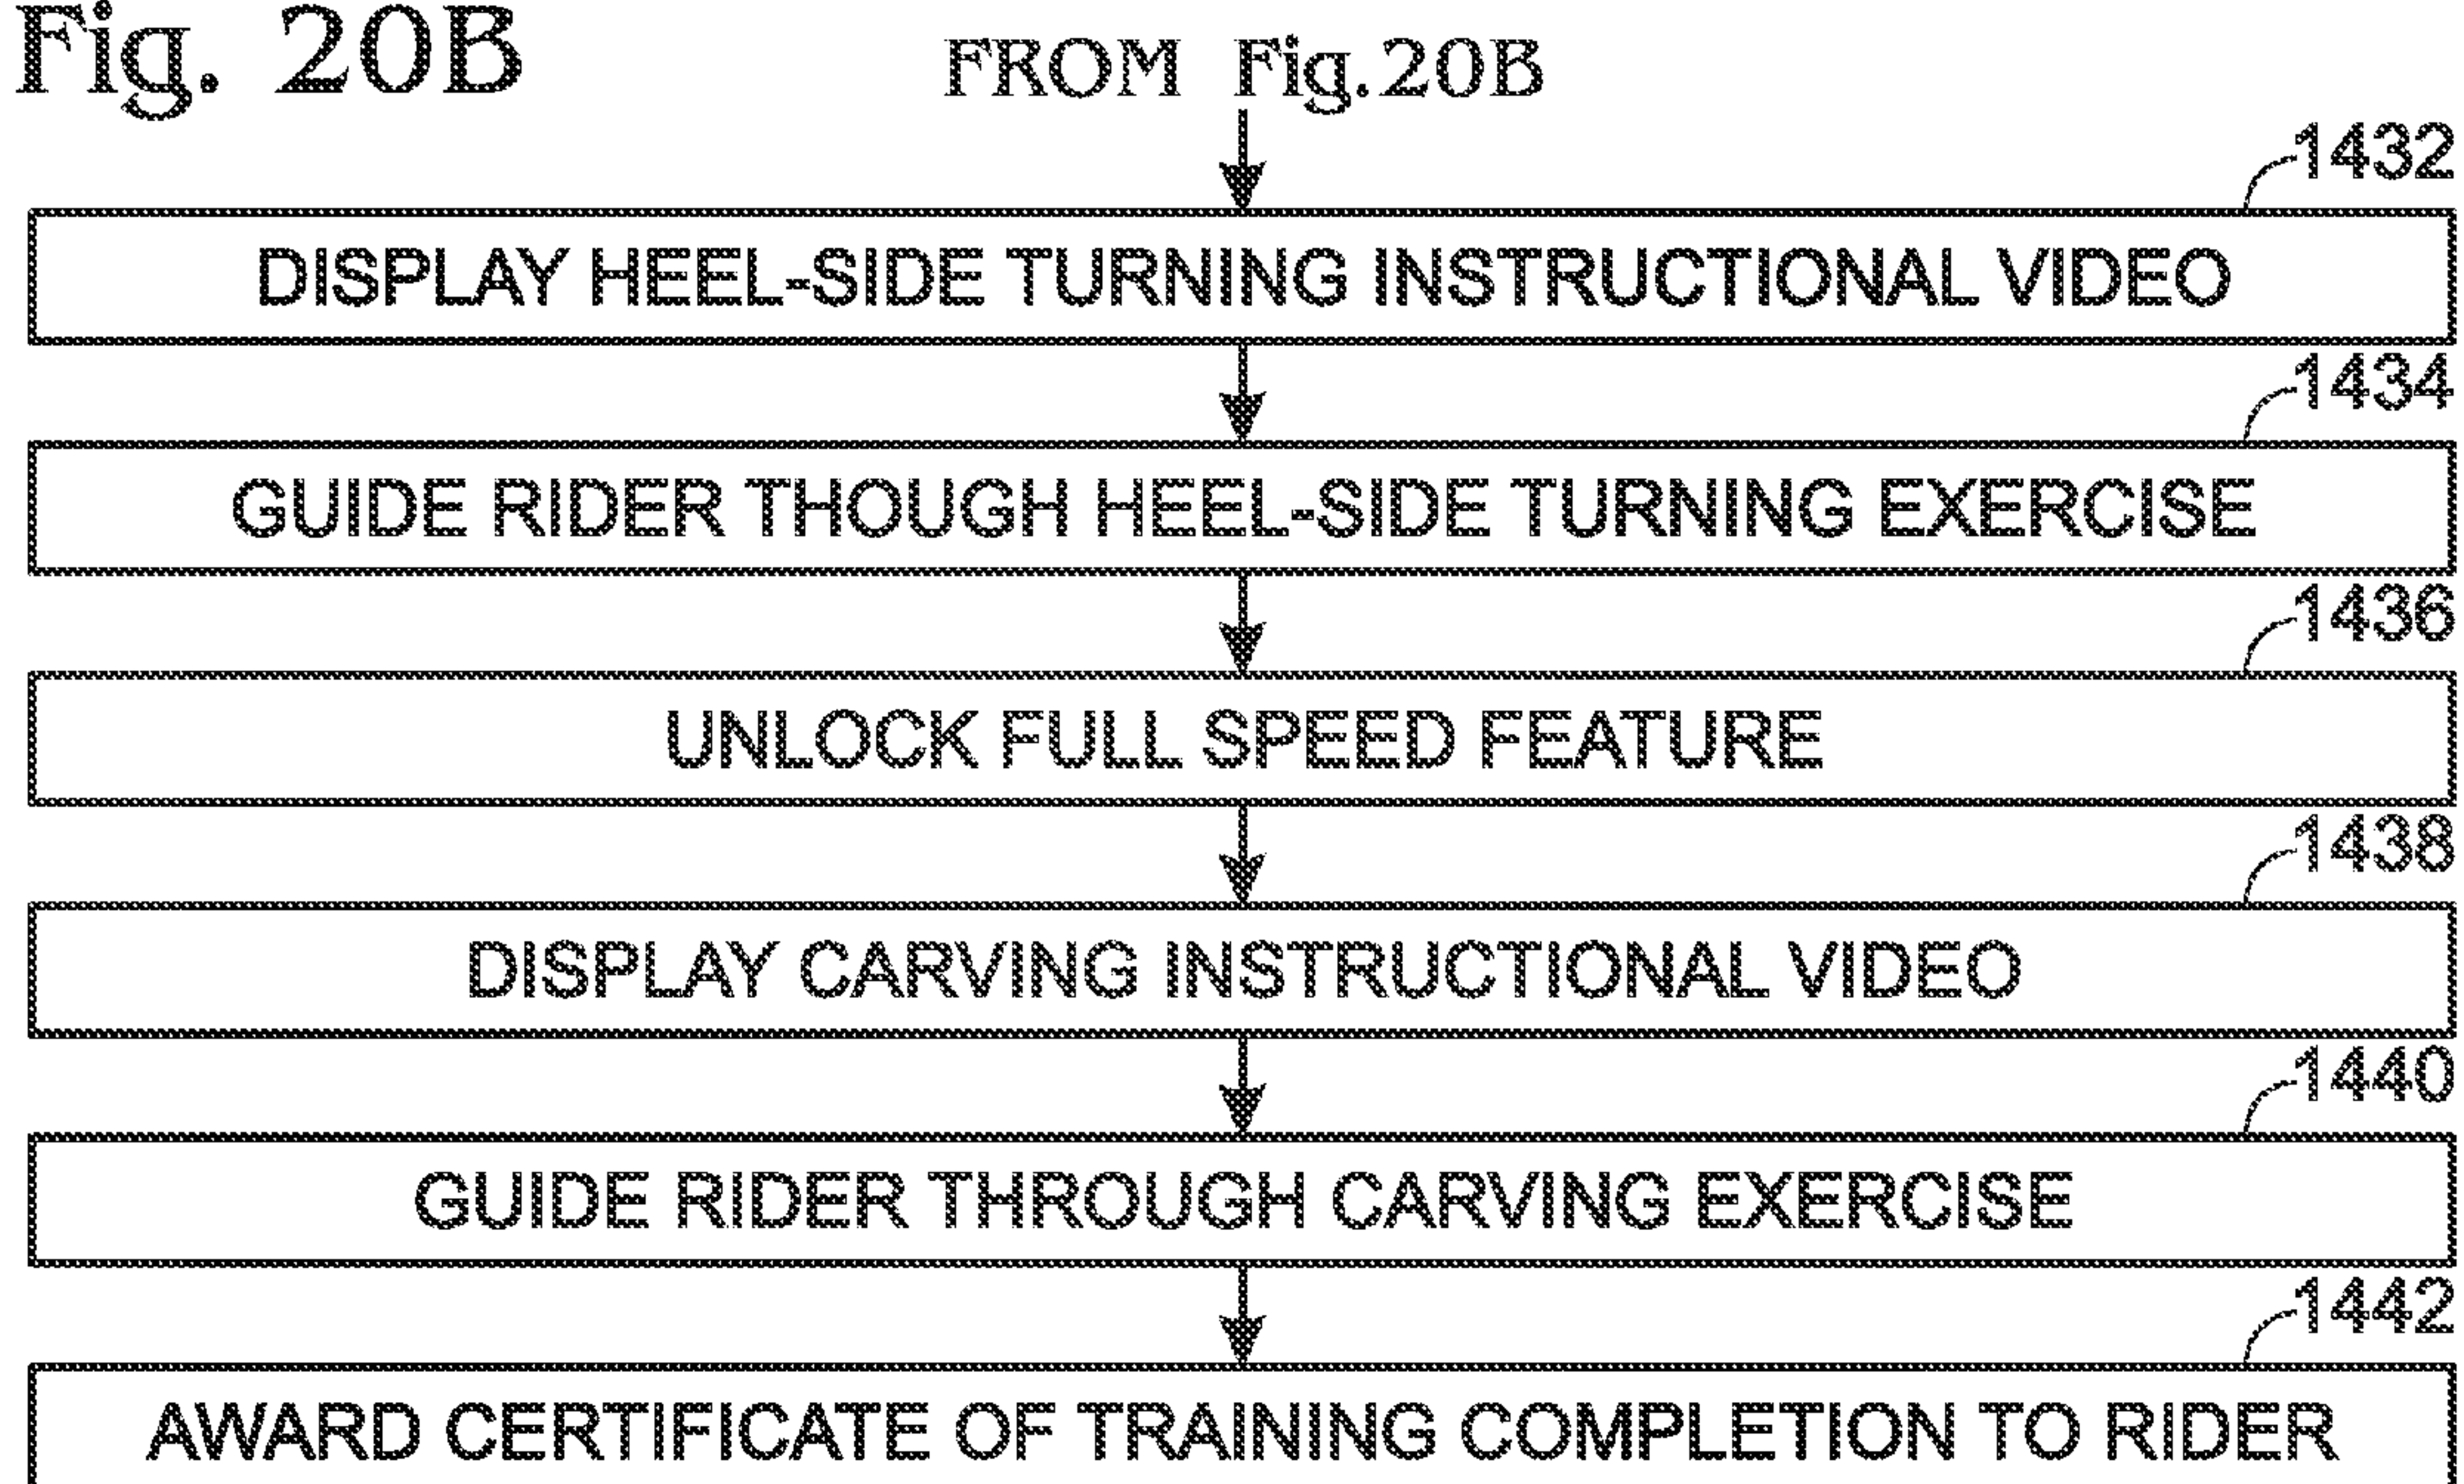 Fig. 20B
FROM Fig.20B
1432
DISPLAY HEEL-SIDE TURNING INSTRUCTIONAL VIDEO
1434
GUIDE RIDER THOUGH HEEL-SIDE TURNING EXERCISE
1436
UNLOCK FULL SPEED FEATURE
1438
DISPLAY CARVING INSTRUCTIONAL VIDEO
1440
GUIDE RIDER THROUGH CARVING EXERCISE
1442
AWARD CERTIFICATE OF TRAINING COMPLETION TO RIDER